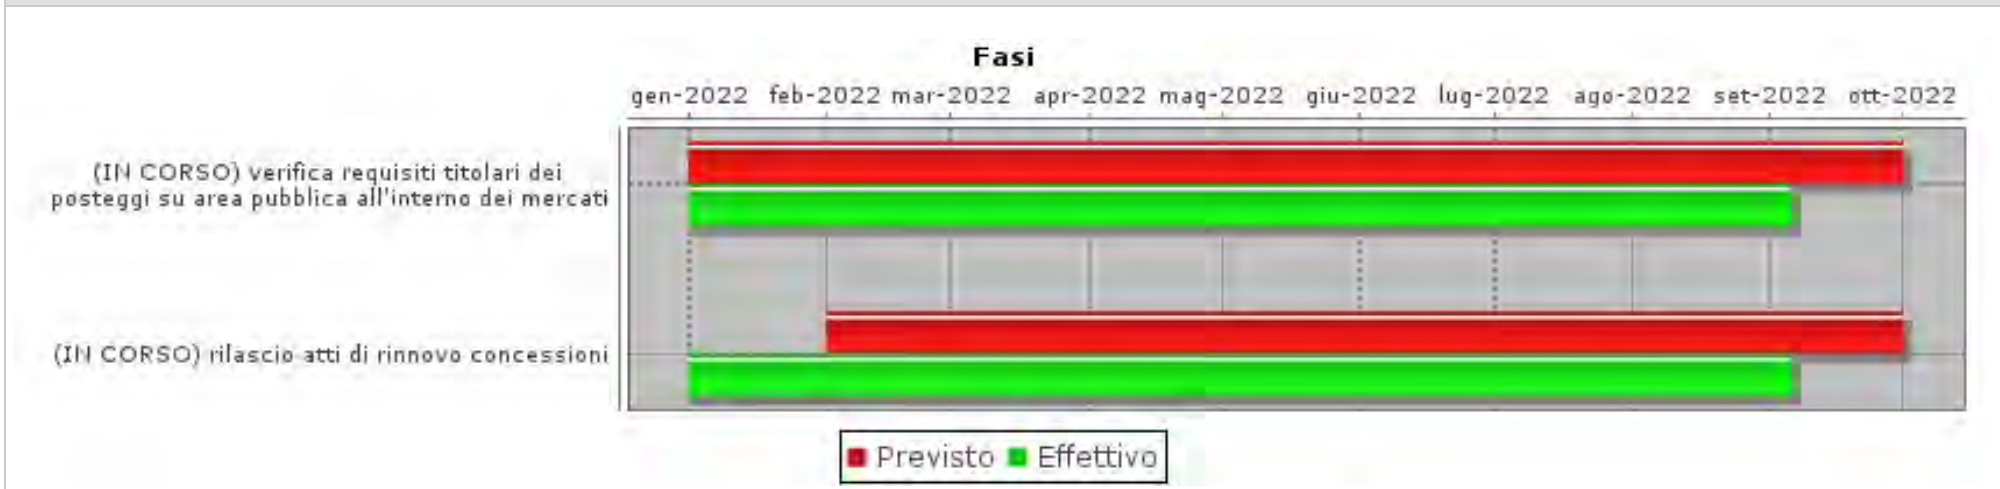 Fasi
gen-2022 feb-2022 mar-2022 apr-2022 mag-2022 giu-2022 lug-2022 ago-2022 set-2022 ott-2022
(IN CORSO) verifica requisiti titolari dei
posteggi su area pubblica all'interno dei mercati
(IN CORSO) rilascio atti di rinnovo concessioni
Previsto Effettivo